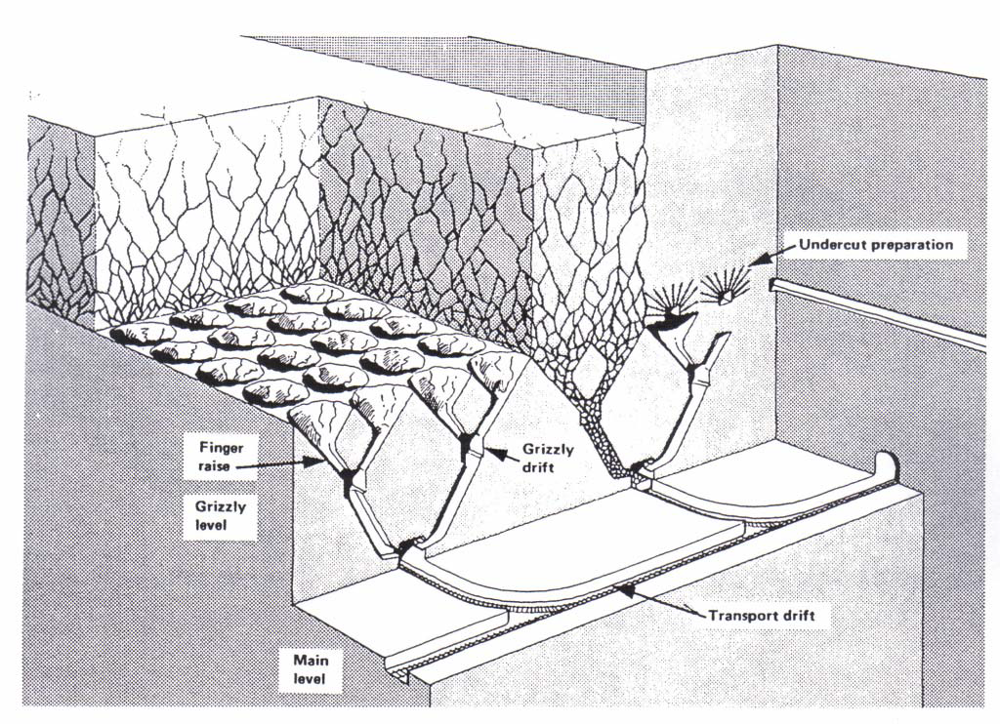 Undercut preparation
Finger
raise
Grizzly
drift
Grizzly
level
Transport drift
Main
level